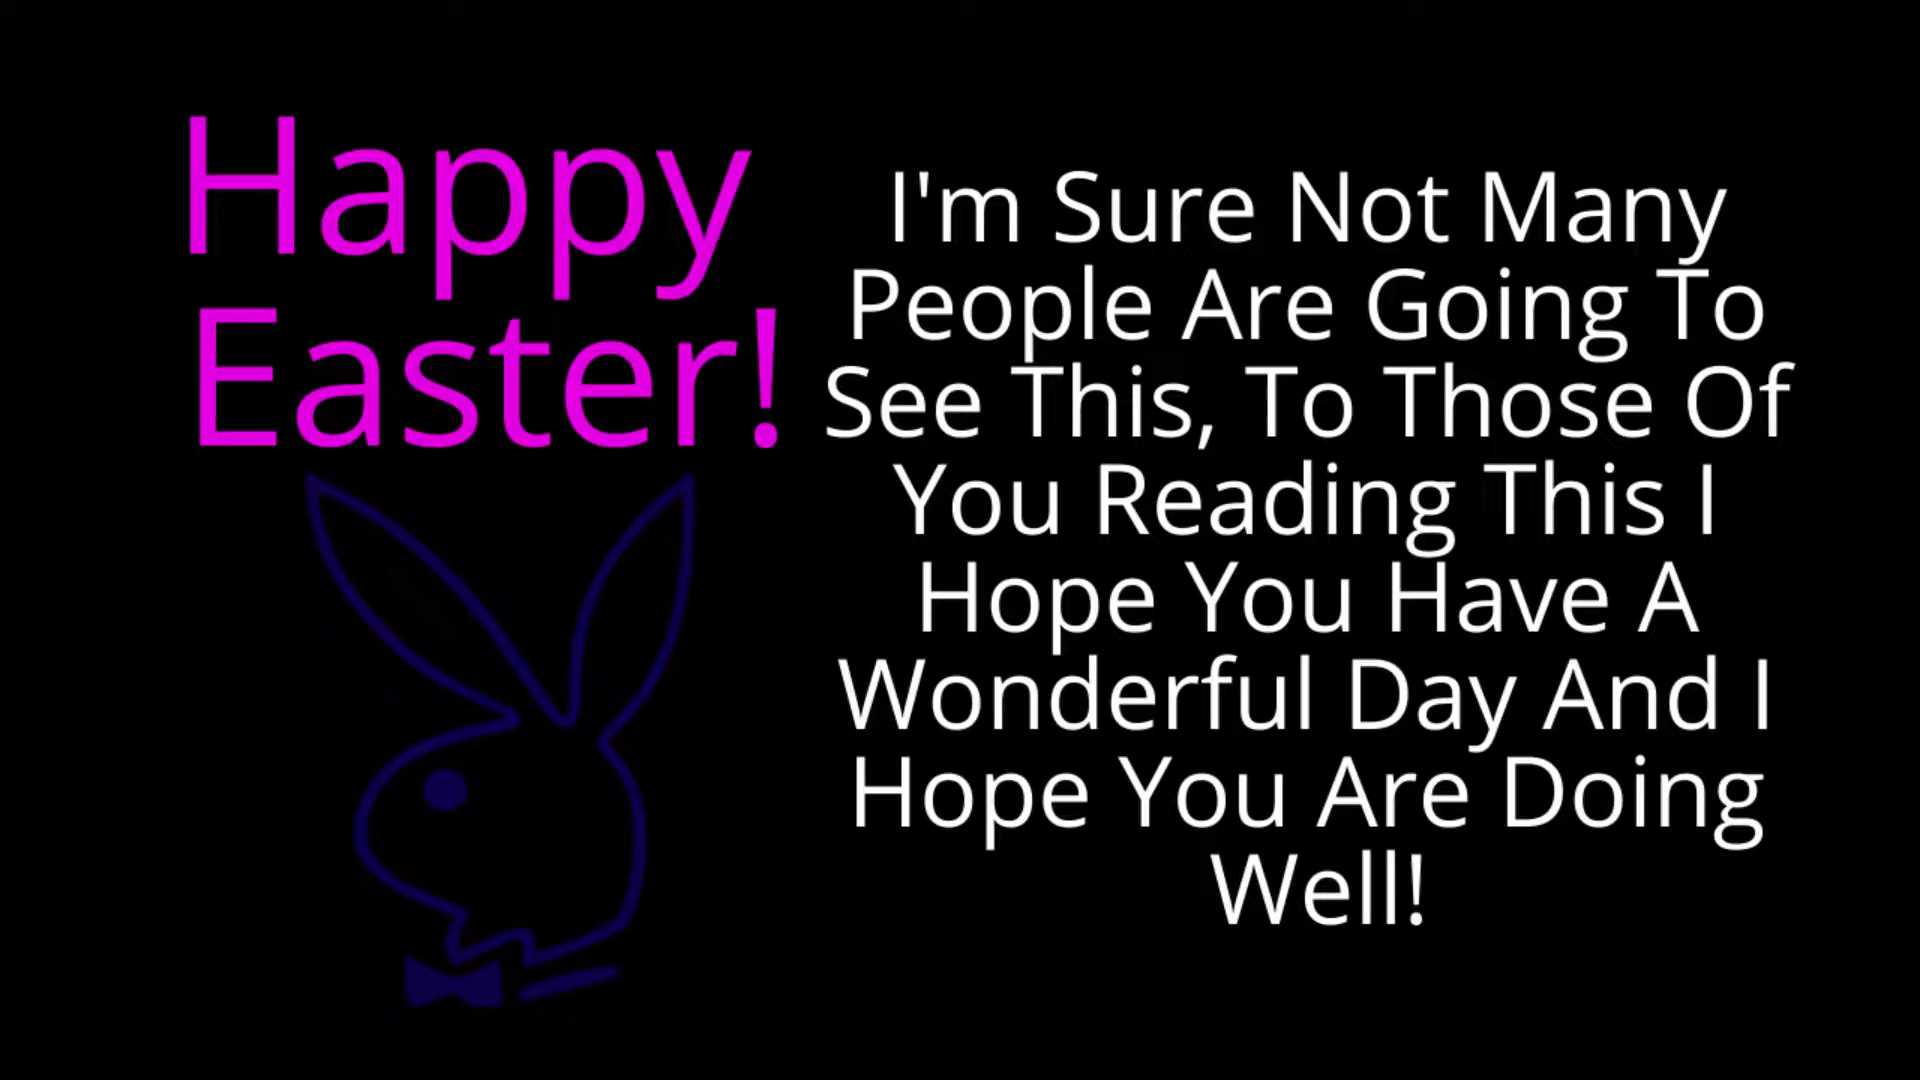 Happy
Easter!
I'm Sure Not Many
People Are Going To
See This, To Those Of
You Reading This I
Hope You Have A
Wonderful Day And I
Hope You Are Doing
Well!